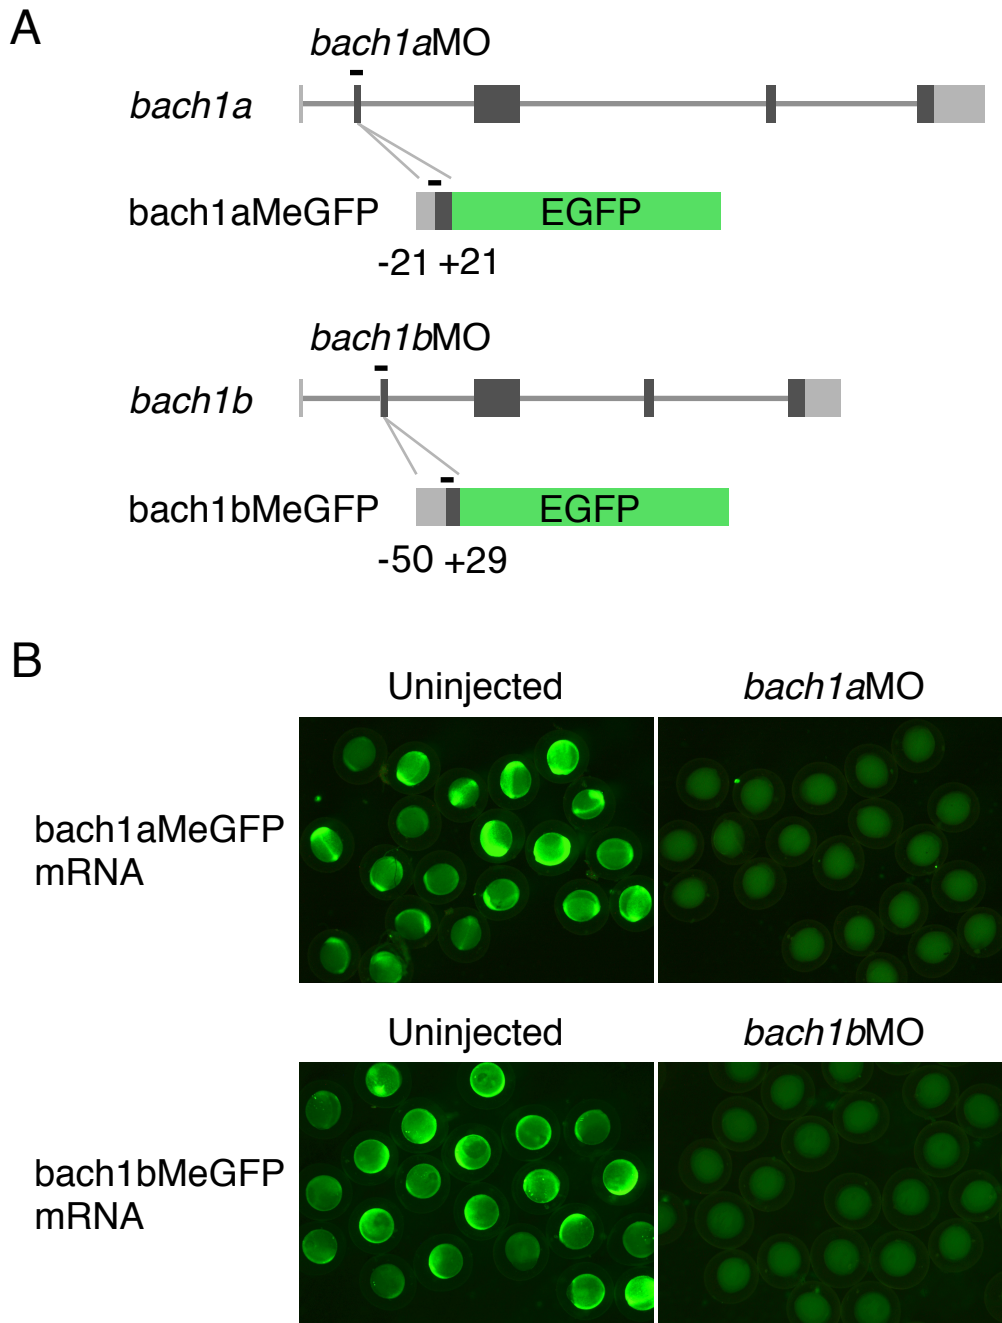 A
bach1aMO
bach1a
bach1aMeGFP
EGFP
-21 +21
bach1bMO
bach1b
bach1bMeGFP
EGFP
-50 +29
B
Uninjected
bach1aMO
bach1aMeGFP
mRNA
Uninjected
bach1bMO
bach1bMeGFP
mRNA